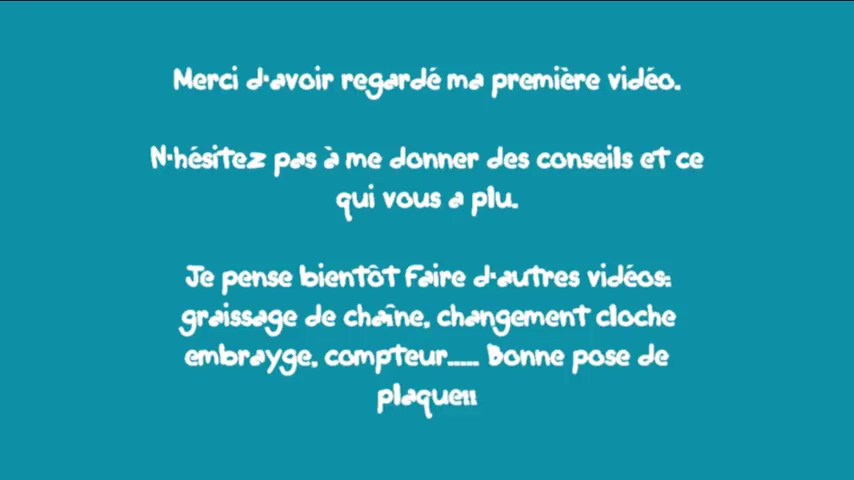 Merci d'avoir regardé ma première vidéo.
N'hésitez pas à me donner des conseils et ce
qui vous a plu.
Je pense bientôt faire d'autres vidéos:
graissage de chaîne, changement cloche
embrayge, compteur..... Bonne pose de
plaque!!